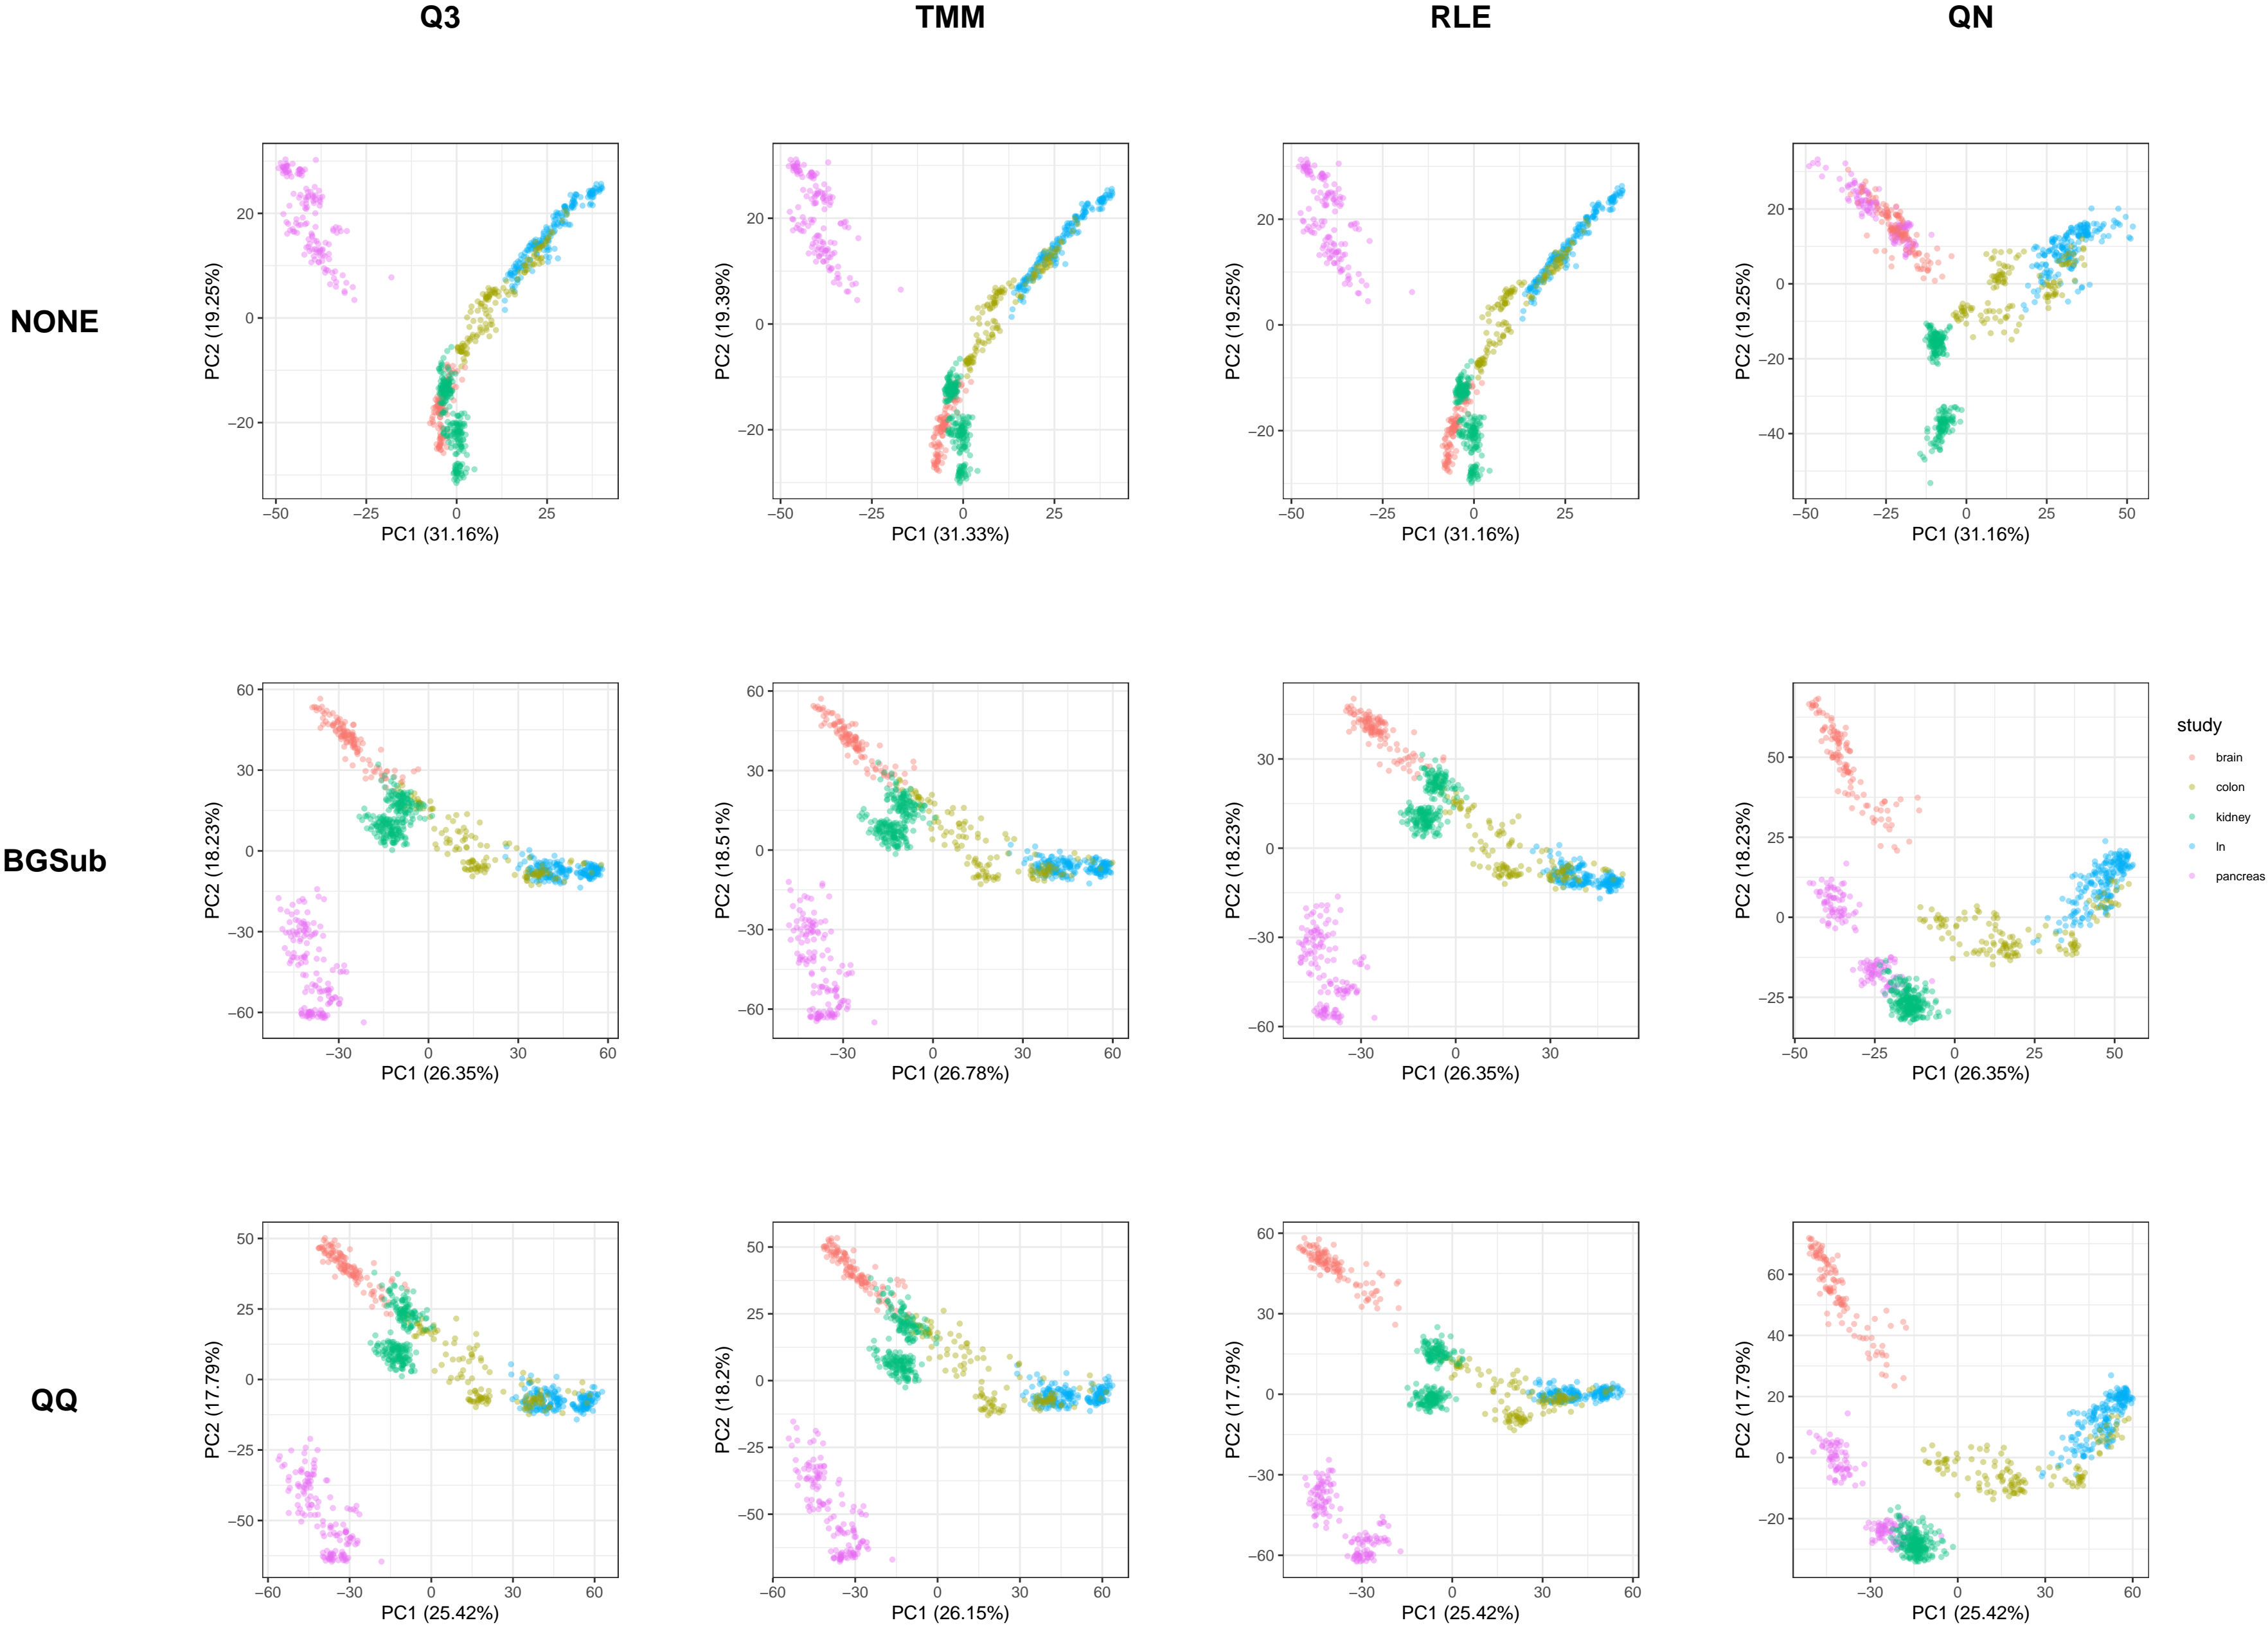 Q3 TMM RLE QN
NONE
PC2 (19.25%) 20 0 −20
−50 −25 0 25
PC1 (31.16%)
PC2 (19.39%) 20 0 −20
−50 −25 0 25
PC1 (31.33%)
PC2 (19.25%) 20 0 −20
−50 −25 0 25
PC1 (31.16%)
PC2 (19.25%) 20 0 −20 −40
−50 −25 0 25 50
PC1 (31.16%)
BGSub
PC2 (18.23%) 60 30 0 −30 −60
−30 0 30 60
PC1 (26.35%)
PC2 (18.51%) 60 30 0 −30 −60
−30 0 30 60
PC1 (26.78%)
PC2 (18.23%) 30 0 −30 −60
−30 0 30
PC1 (26.35%)
PC2 (18.23%) 50 25 0 −25
−50 −25 0 25 50
PC1 (26.35%)
study
brain
colon
kidney
ln
pancreas
QQ
PC2 (17.79%) 50 25 0 −25 −50
−60 −30 0 30 60
PC1 (25.42%)
PC2 (18.2%) 50 25 0 −25 −50
−60 −30 0 30 60
PC1 (26.15%)
PC2 (17.79%) 60 30 0 −30 −60
−30 0 30 60
PC1 (25.42%)
PC2 (17.79%) 60 40 20 0 −20
−30 0 30 60
PC1 (25.42%)